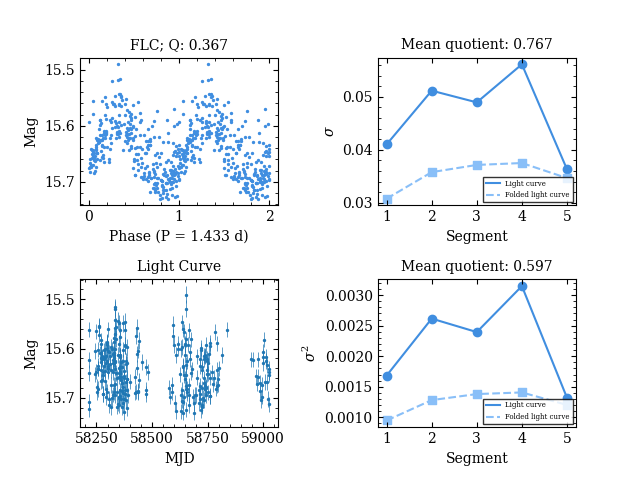 FLC; Q: 0.367
Mag
15.5
15.6
15.7
0 1 2
Phase (P = 1.433 d)
Mean quotient: 0.767
σ
0.05
0.04
0.03
Light curve
Folded light curve
1 2 3 4 5
Segment
Light Curve
Mag
15.5
15.6
15.7
58250 58500 58750 59000
MJD
Mean quotient: 0.597
σ²
0.0030
0.0025
0.0020
0.0015
0.0010
Light curve
Folded light curve
1 2 3 4 5
Segment